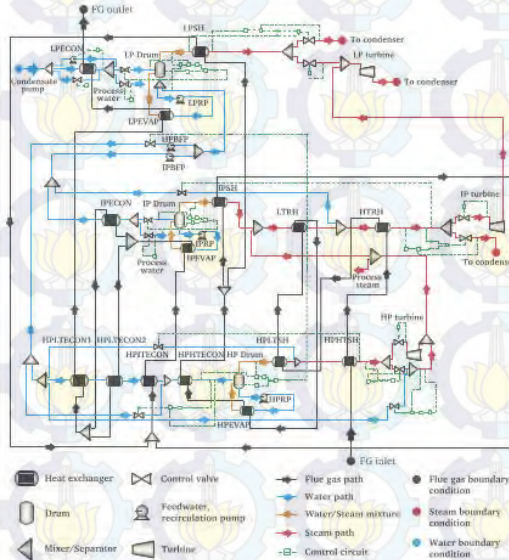 FG outlet
LPSH
To condenser
LPECON
LP Drum
LP turbine
Condensate
pump
Process
water
To condenser
LPRP
LPEVAP
HPBFP
IPBFP
IPSH
IPECON
IP Drum
LTRH
HTRH
IP turbine
IPRP
IPEVAP
Process
water
Process
steam
To condenser
HP turbine
HPLTECON1
HPLTECON2
HPITECON
HPHTECON
HP Drum
HPLTSH
HPHTSH
HPRP
HPEVAP
FG inlet
Heat exchanger
Control valve
Flue gas path
Flue gas boundary
condition
Water path
Drum
Feedwater,
recirculation pump
Water/Steam mixture
Steam boundary
condition
Steam path
Mixer/Separator
Turbine
Control circuit
Water boundary
condition